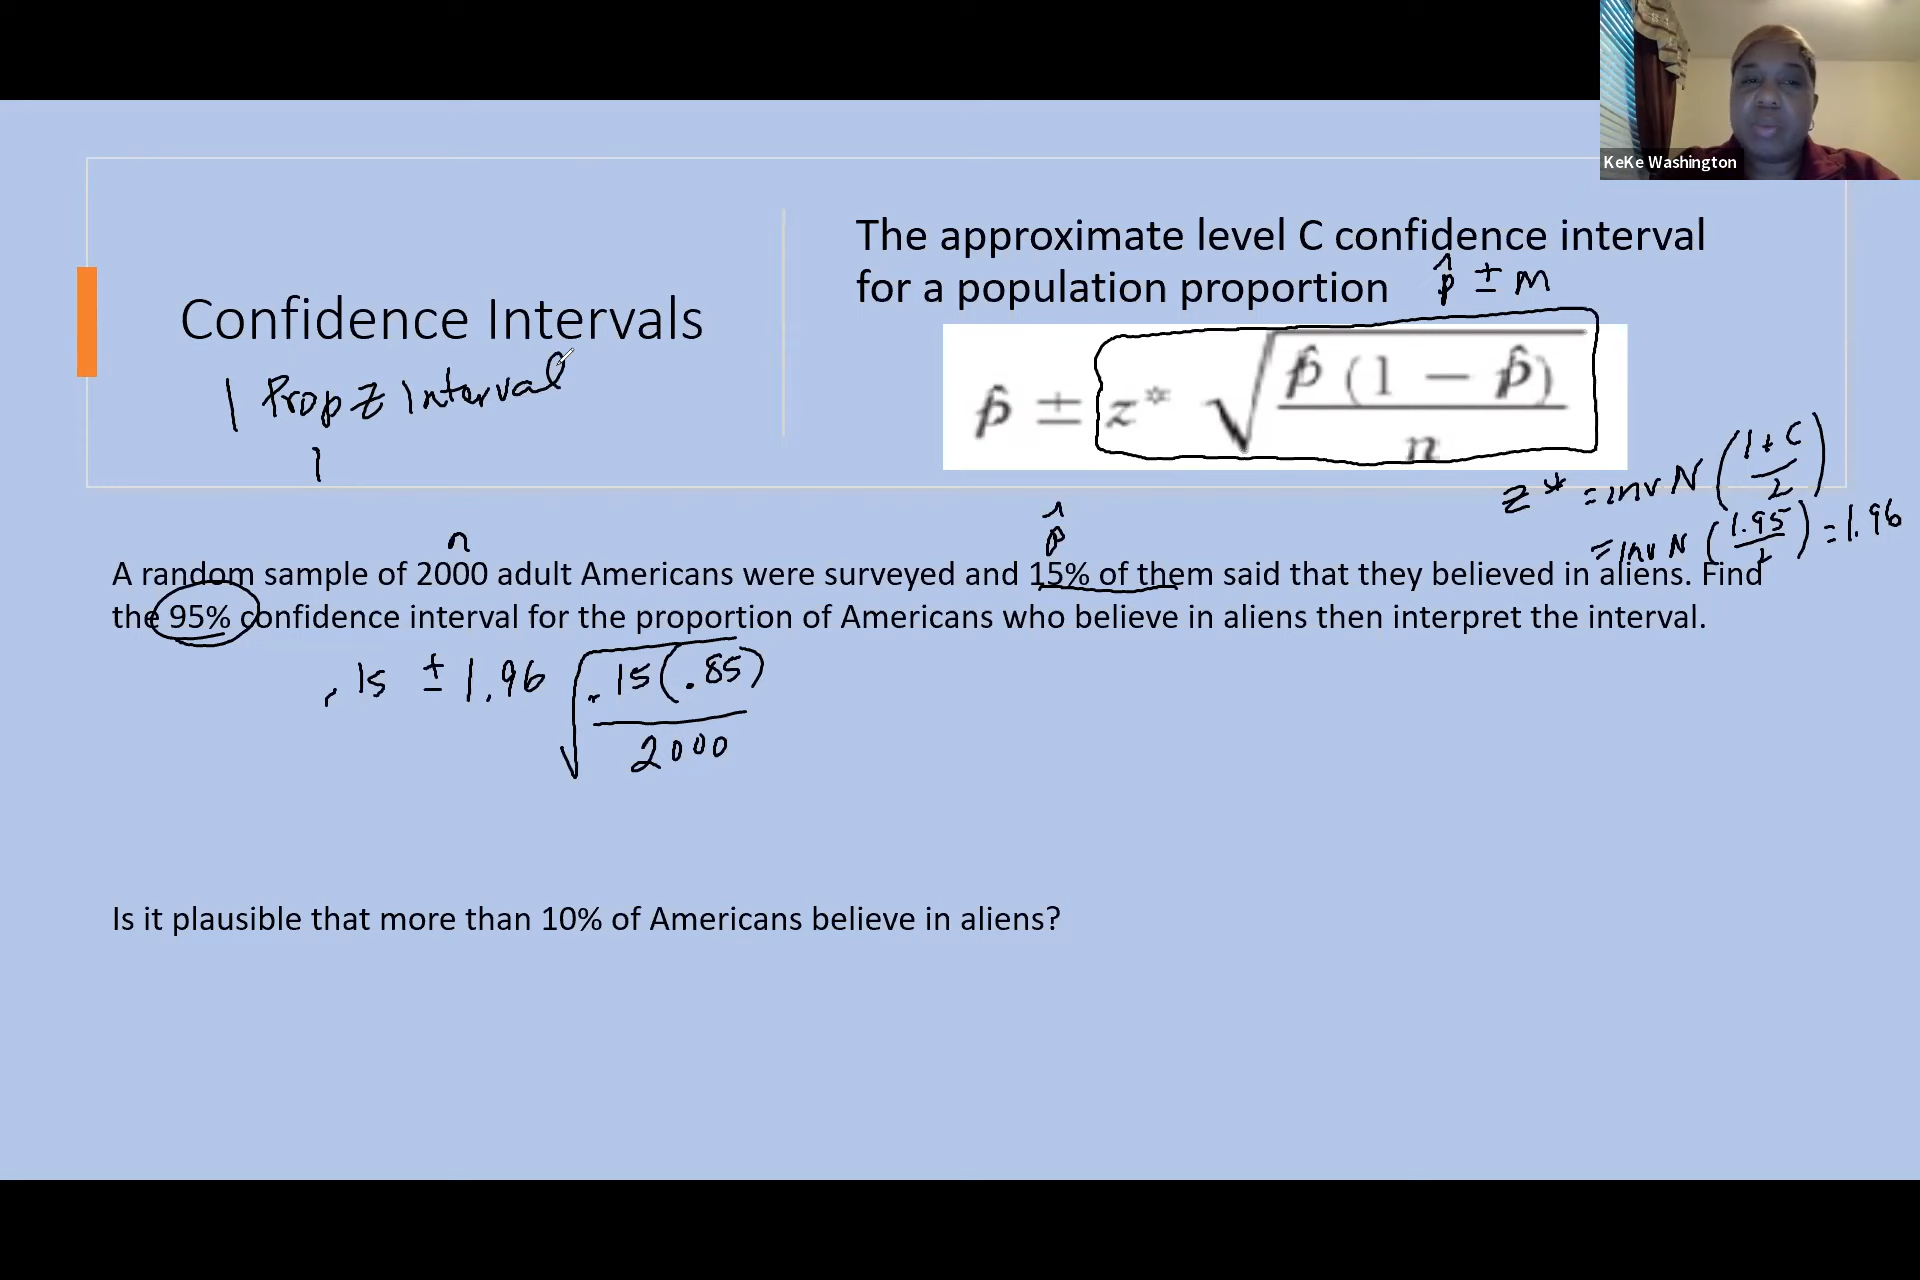 KeKe Washington
The approximate level C confidence interval
for a population proportion p̂ ± m
Confidence Intervals
1 Prop Z Interval
1
p̂ ± z* √(p̂ (1 − p̂) / n)
z* = inv N (1 + C / 2)
= inv N (1.95 / 2) = 1.96
n p̂
A random sample of 2000 adult Americans were surveyed and 15% of them said that they believed in aliens. Find
the 95% confidence interval for the proportion of Americans who believe in aliens then interpret the interval.
.15 ± 1.96 √(.15(.85) / 2000)
Is it plausible that more than 10% of Americans believe in aliens?